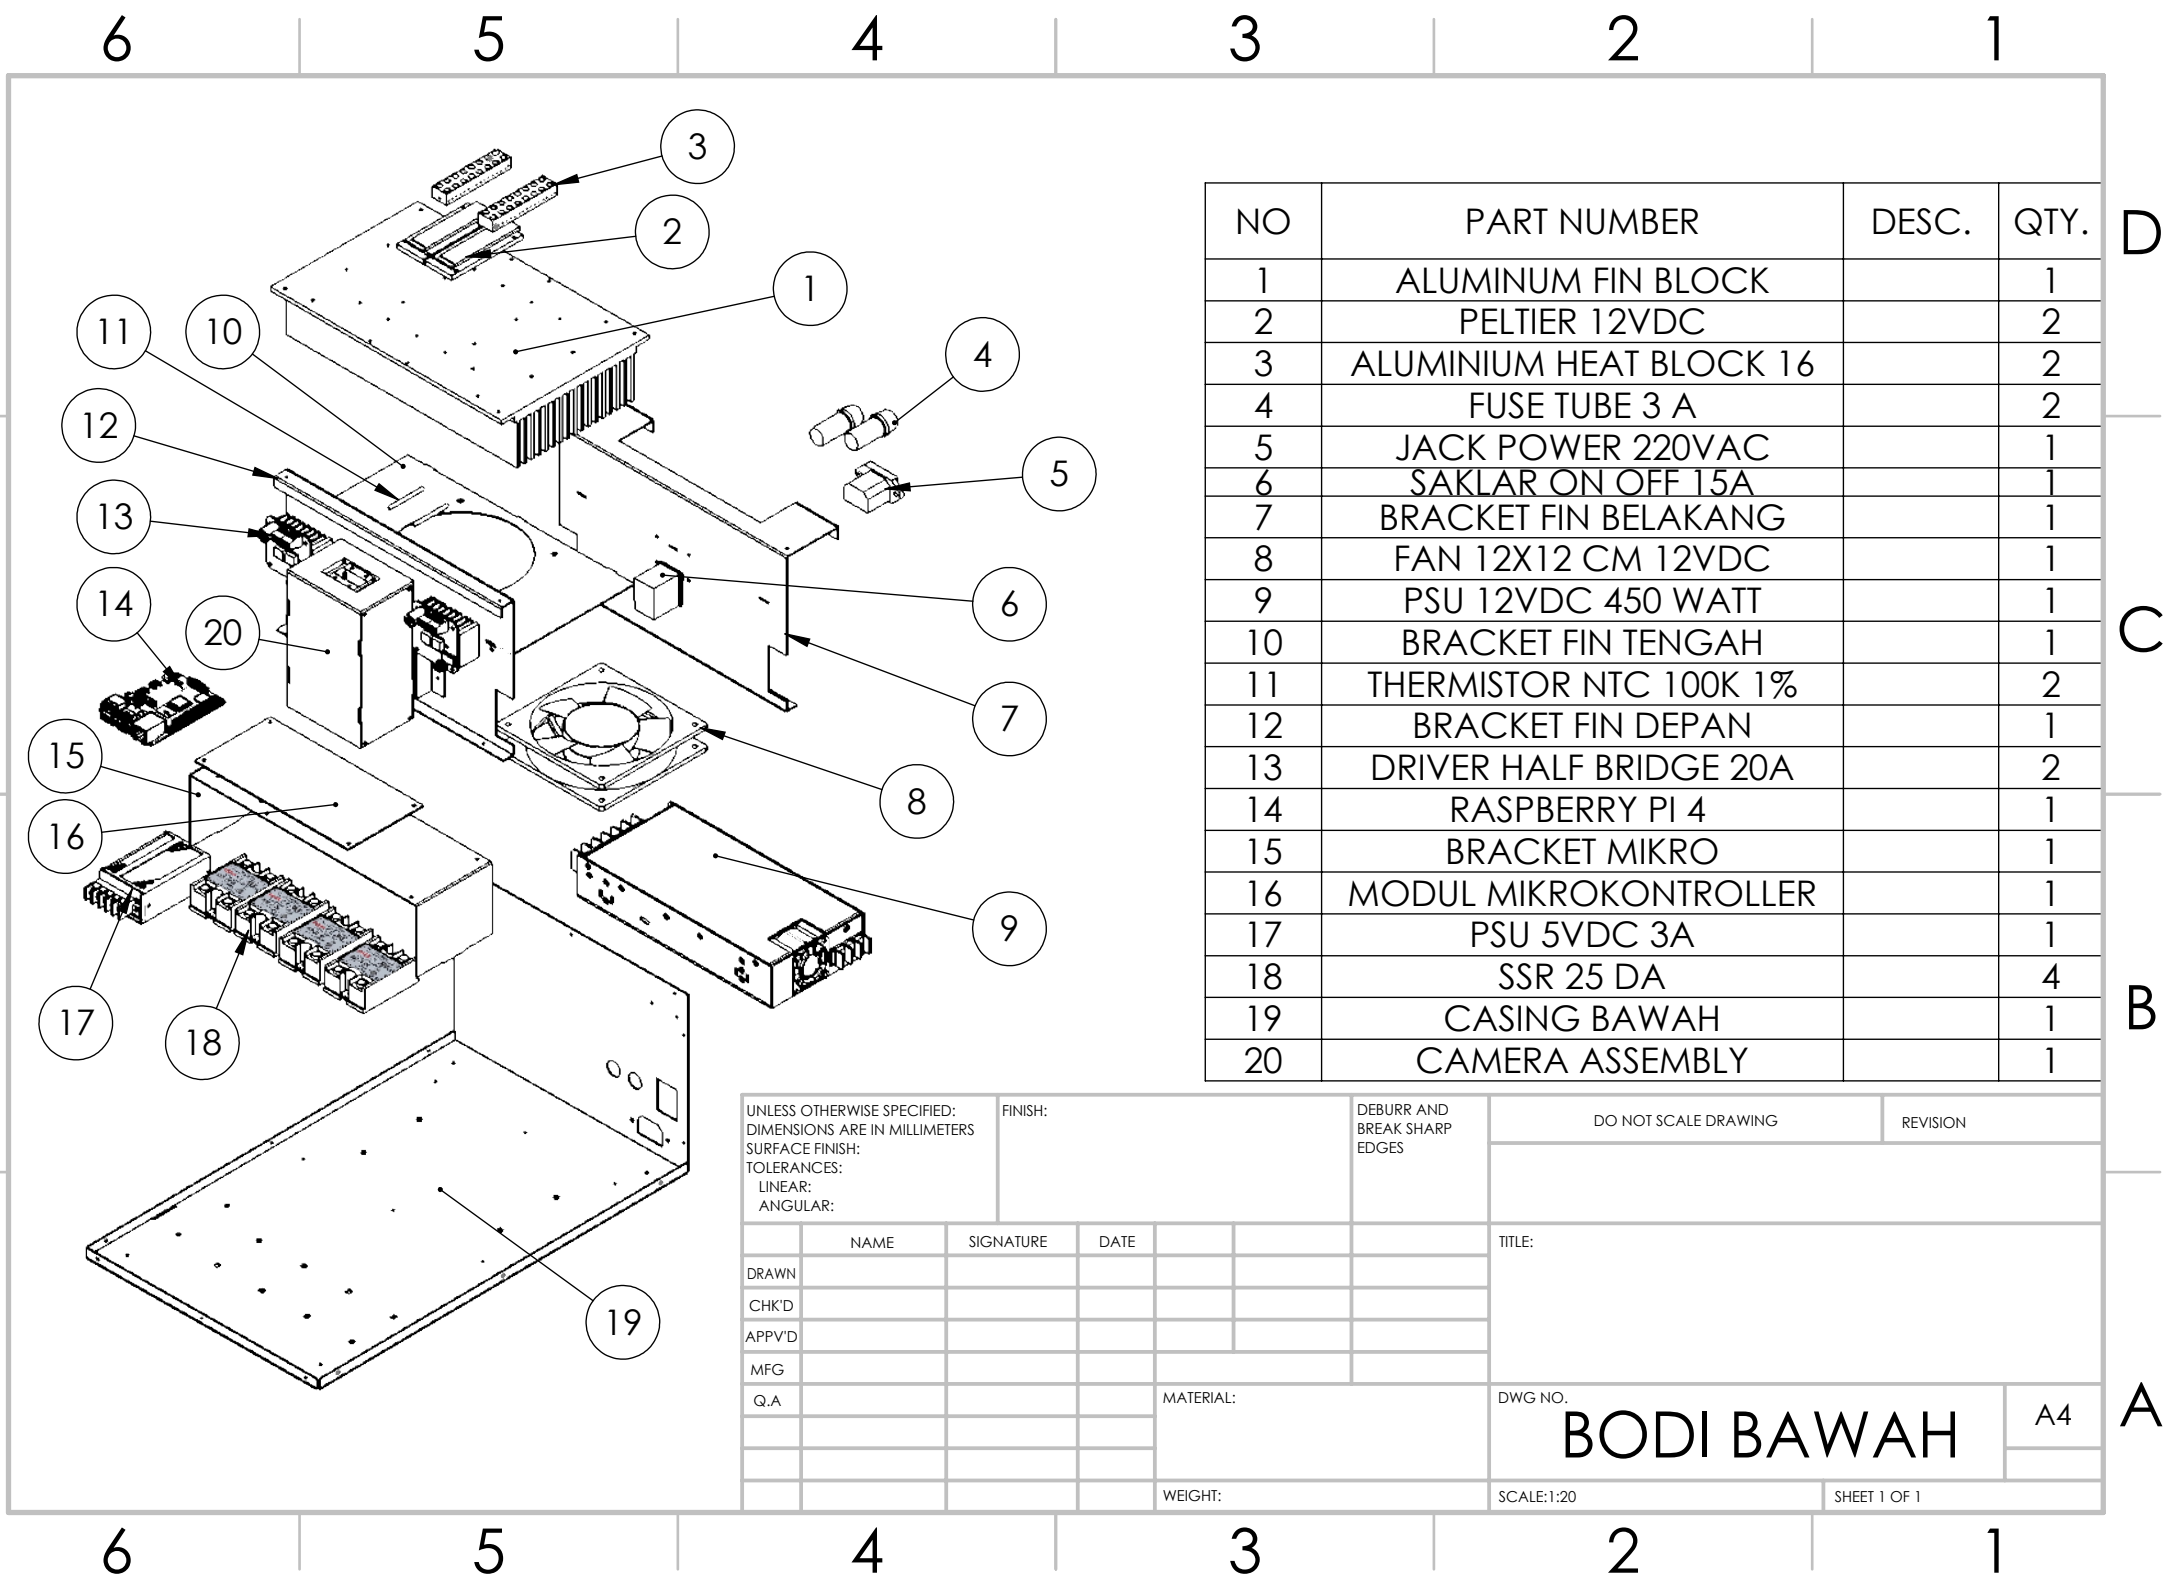 6 5 4 3 2 1
3
2
1
11 10
4
12
5
13
14
20
6
7
15
8
16
9
17
18
19
D
C
B
A
NO PART NUMBER DESC. QTY.
1 ALUMINUM FIN BLOCK 1
2 PELTIER 12VDC 2
3 ALUMINIUM HEAT BLOCK 16 2
4 FUSE TUBE 3 A 2
5 JACK POWER 220VAC 1
6 SAKLAR ON OFF 15A 1
7 BRACKET FIN BELAKANG 1
8 FAN 12X12 CM 12VDC 1
9 PSU 12VDC 450 WATT 1
10 BRACKET FIN TENGAH 1
11 THERMISTOR NTC 100K 1% 2
12 BRACKET FIN DEPAN 1
13 DRIVER HALF BRIDGE 20A 2
14 RASPBERRY PI 4 1
15 BRACKET MIKRO 1
16 MODUL MIKROKONTROLLER 1
17 PSU 5VDC 3A 1
18 SSR 25 DA 4
19 CASING BAWAH 1
20 CAMERA ASSEMBLY 1
UNLESS OTHERWISE SPECIFIED:
DIMENSIONS ARE IN MILLIMETERS
SURFACE FINISH:
TOLERANCES:
LINEAR:
ANGULAR:
FINISH:
DEBURR AND
BREAK SHARP
EDGES
DO NOT SCALE DRAWING
REVISION
NAME SIGNATURE DATE
DRAWN
CHK'D
APPV'D
MFG
Q.A
MATERIAL:
WEIGHT:
TITLE:
DWG NO.
BODI BAWAH
A4
SCALE:1:20
SHEET 1 OF 1
6 5 4 3 2 1